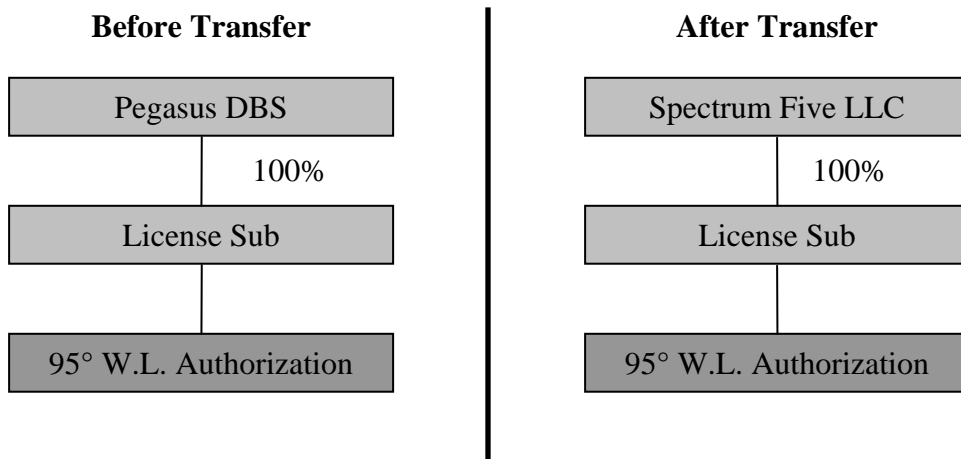 Before Transfer
Pegasus DBS
100%
License Sub
95° W.L. Authorization
After Transfer
Spectrum Five LLC
100%
License Sub
95° W.L. Authorization